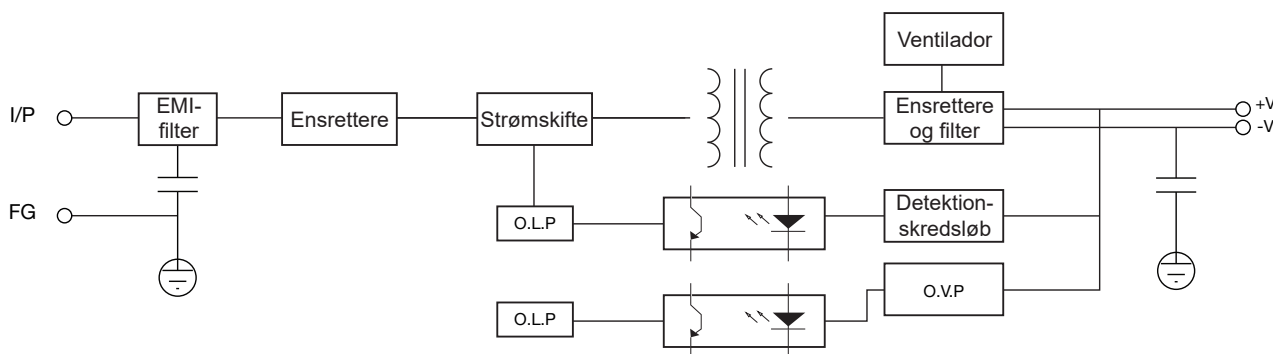 Ventilador
I/P
EMI-
filter
Ensrettere
Strømskifte
Ensrettere
og filter
+V
-V
FG
O.L.P
Detektion-
skredsløb
O.L.P
O.V.P